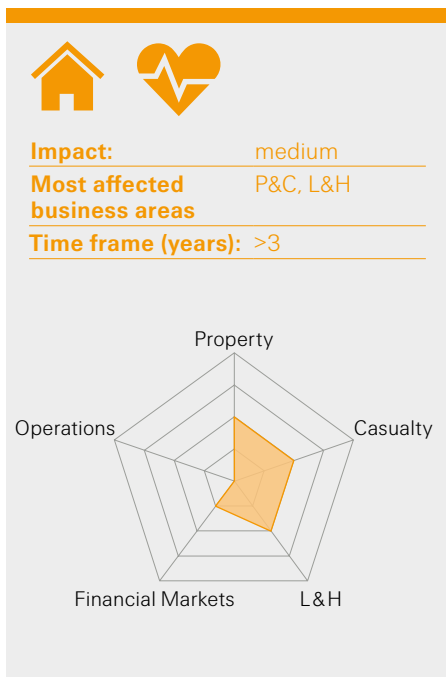 Impact: medium
Most affected P&C, L&H
business areas
Time frame (years): >3
Property
Operations Casualty
Financial Markets L&H